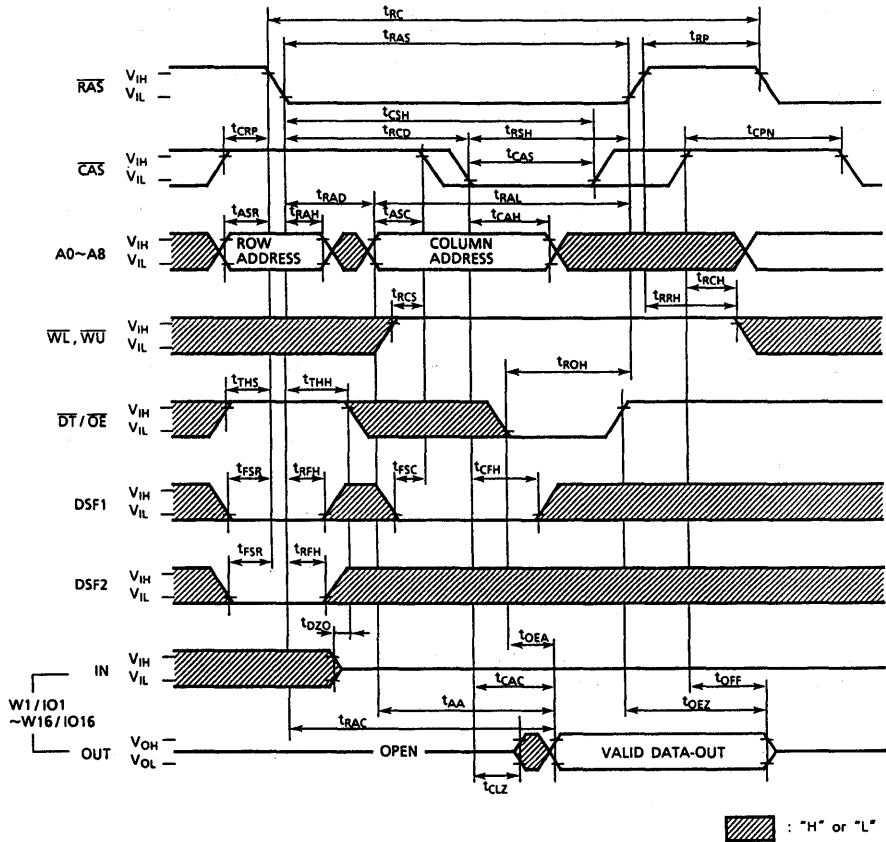 tRC
tRAS
tRP
RAS
VIH
VIL
tCSH
tCRP
tRCD
tRSH
tCPN
CAS
VIH
VIL
tCAS
tRAD
tRAL
tASR
tRAH
tASC
tCAH
A0~A8
VIH
VIL
ROW ADDRESS
COLUMN ADDRESS
tRCS
tRCH
tRRH
WL, WU
VIH
VIL
tROH
tTHS
tTHH
DT/OE
VIH
VIL
tFSR
tRFH
tFSC
tCFH
DSF1
VIH
VIL
tFSR
tRFH
DSF2
VIH
VIL
tDZO
tOEA
IN
VIH
VIL
tCAC
tOFF
tAA
tOEZ
W1/IO1
~W16/IO16
tRAC
OUT
VOH
VOL
OPEN
VALID DATA-OUT
tCLZ
: "H" or "L"